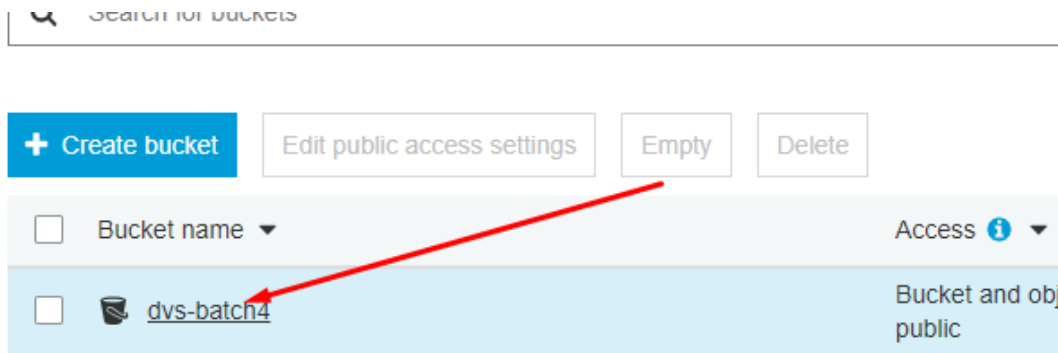 Search for buckets
Create bucket Edit public access settings Empty Delete
Bucket name Access
dvs-batch4 Bucket and obj
public